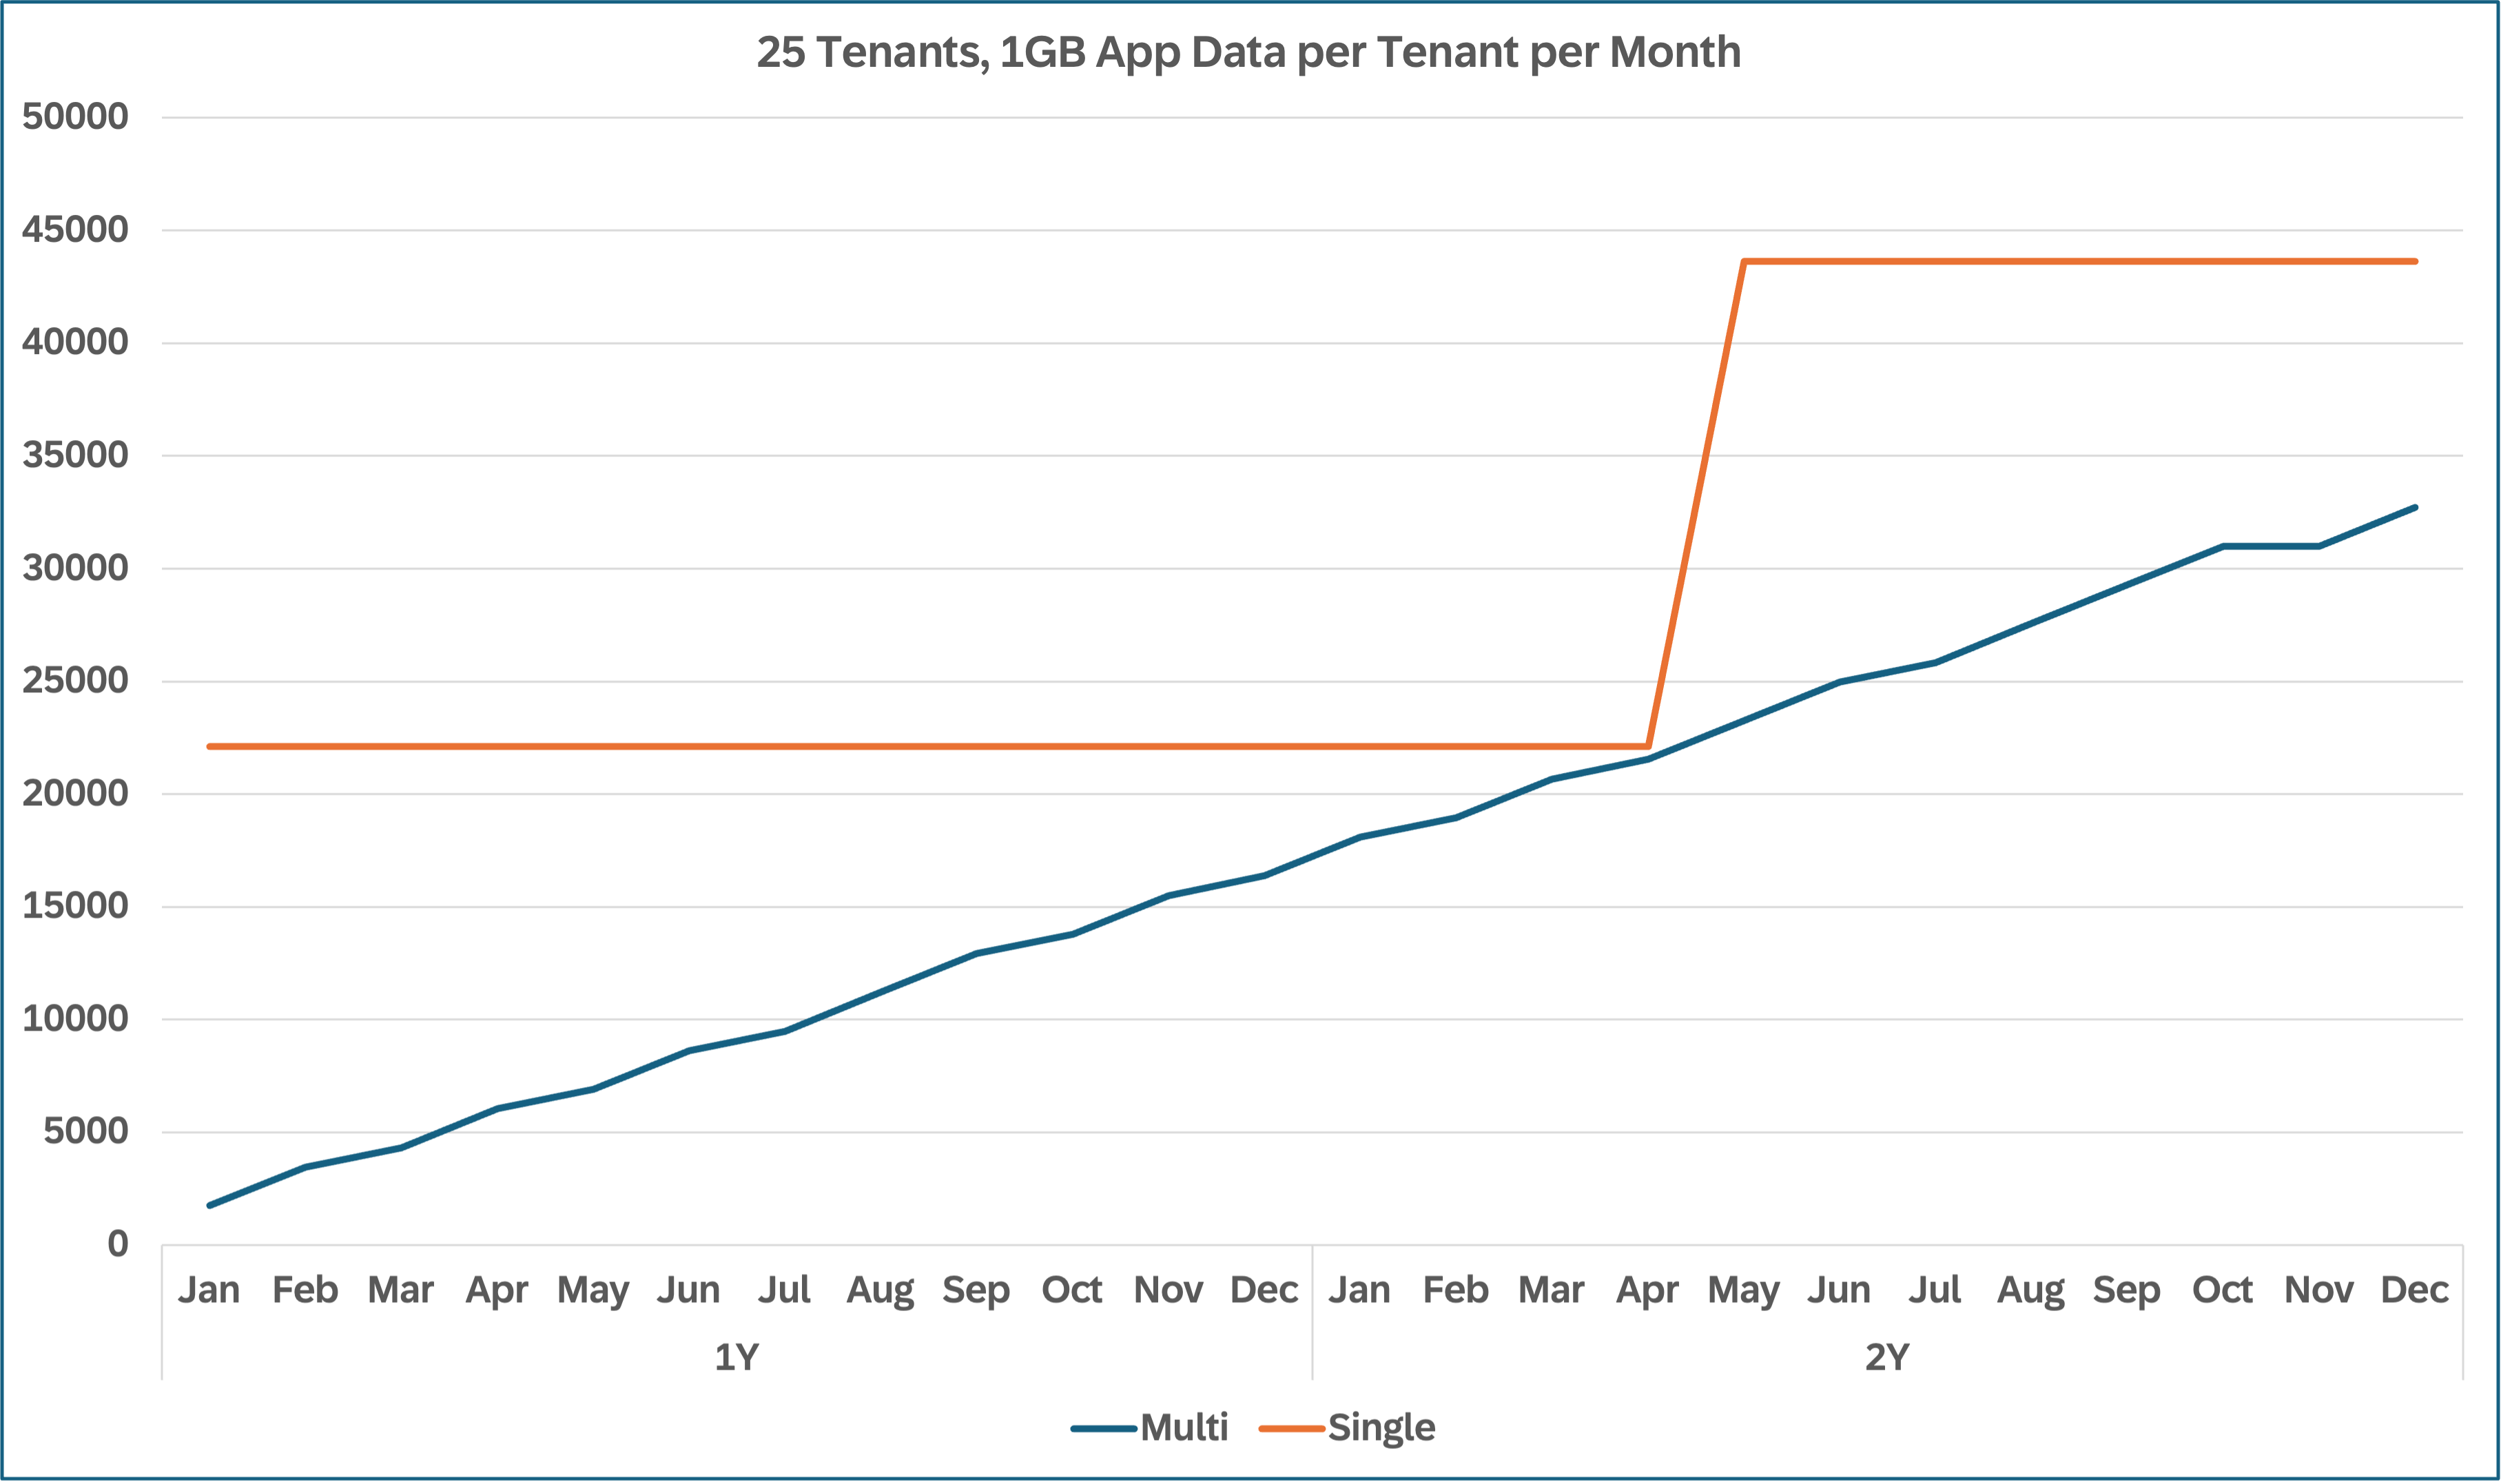 25 Tenants, 1GB App Data per Tenant per Month
50000
45000
40000
35000
30000
25000
20000
15000
10000
5000
0
Jan Feb Mar Apr May Jun Jul Aug Sep Oct Nov Dec Jan Feb Mar Apr May Jun Jul Aug Sep Oct Nov Dec
1Y 2Y
Multi Single